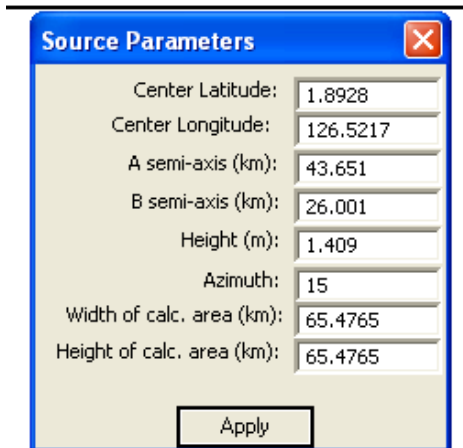 Source Parameters
Center Latitude: 1.8928
Center Longitude: 126.5217
A semi-axis (km): 43.651
B semi-axis (km): 26.001
Height (m): 1.409
Azimuth: 15
Width of calc. area (km): 65.4765
Height of calc. area (km): 65.4765
Apply